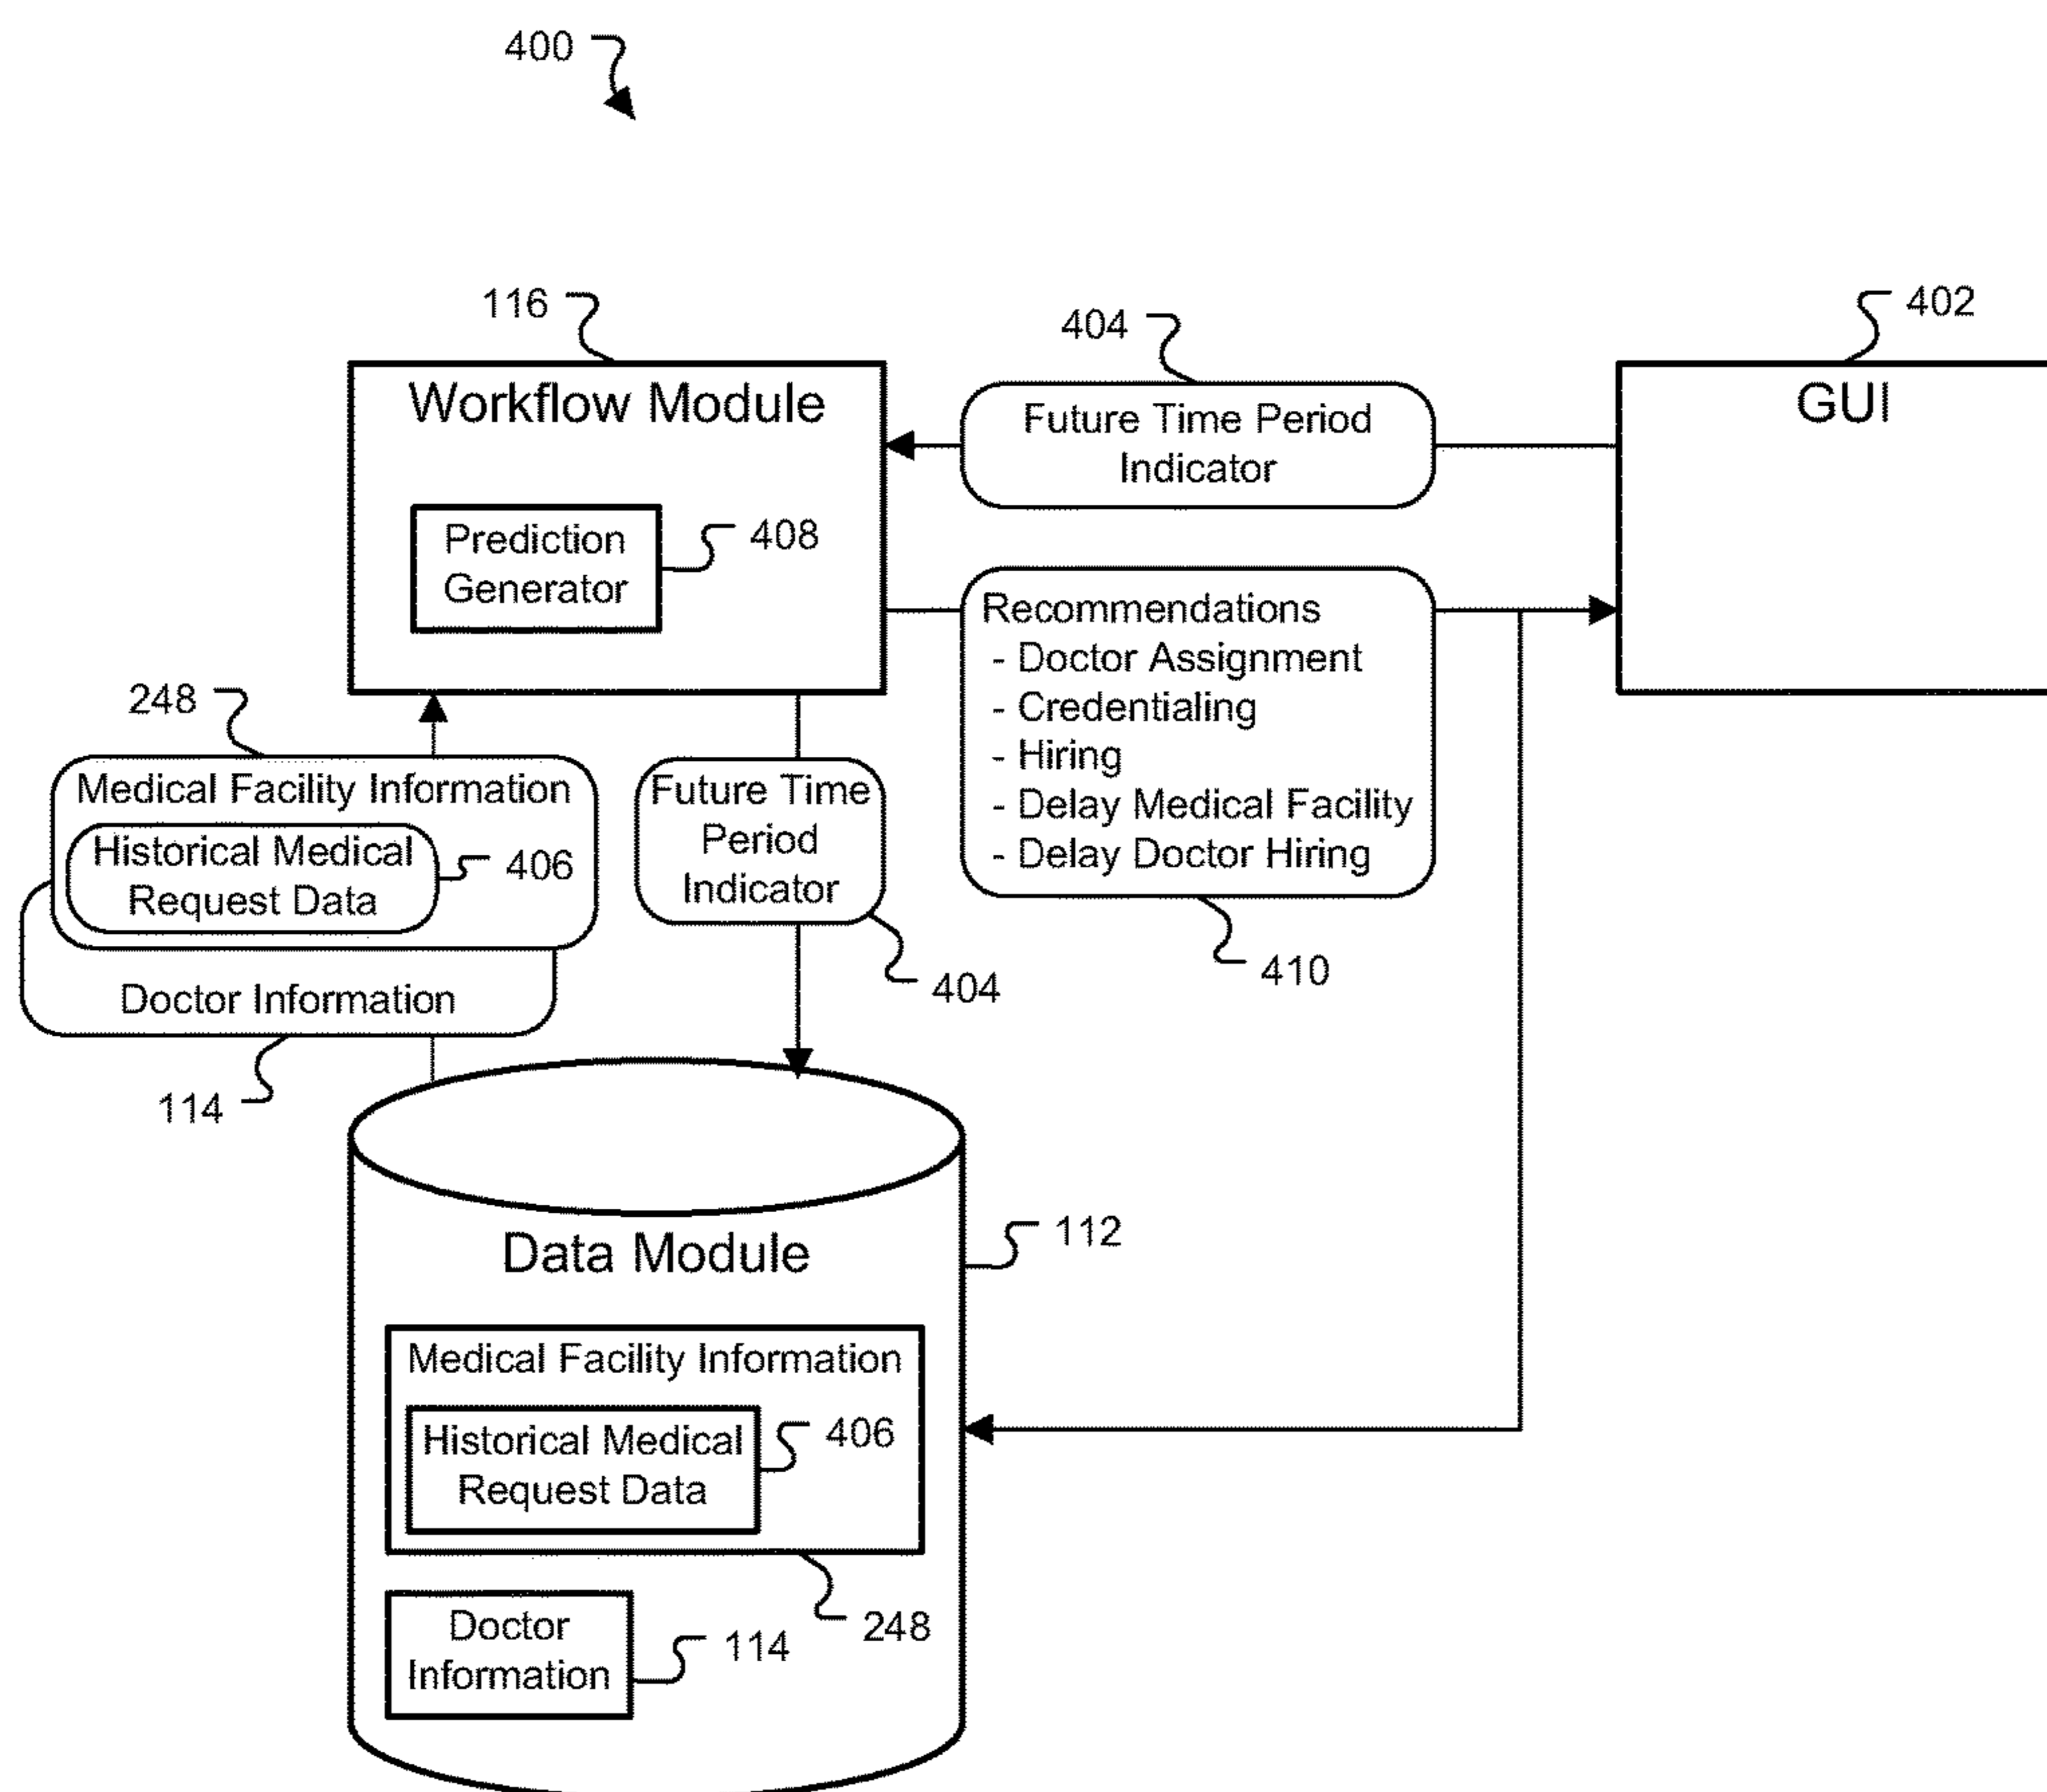 400
116
404
402
Workflow Module
GUI
Future Time Period
Indicator
Prediction
Generator
408
Recommendations
- Doctor Assignment
- Credentialing
- Hiring
- Delay Medical Facility
- Delay Doctor Hiring
410
248
Medical Facility Information
Historical Medical
Request Data
406
Doctor Information
114
Future Time
Period
Indicator
404
Data Module
112
Medical Facility Information
Historical Medical
Request Data
406
248
Doctor
Information
114